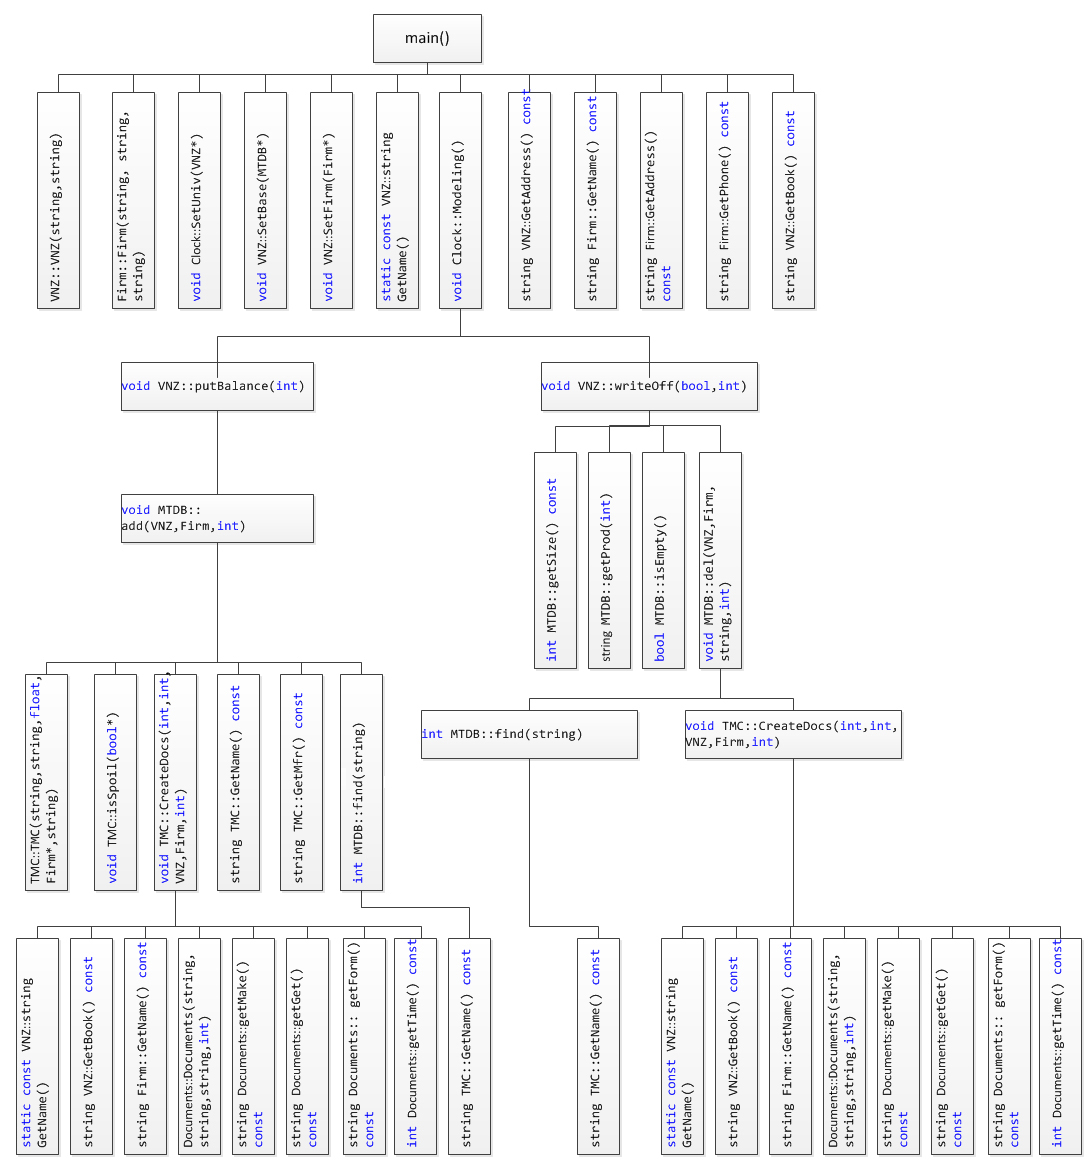 main()
VNZ::VNZ(string,string)
Firm::Firm(string, string,
string)
void Clock::SetUniv(VNZ*)
void VNZ::SetBase(MTDB*)
void VNZ::SetFirm(Firm*)
static const VNZ::string
GetName()
void Clock::Modeling()
string VNZ::GetAddress() const
string Firm::GetName() const
string Firm::GetAddress()
const
string Firm::GetPhone() const
string VNZ::GetBook() const
void VNZ::putBalance(int)
void VNZ::writeOff(bool,int)
int MTDB::getSize() const
string MTDB::getProd(int)
bool MTDB::isEmpty()
void MTDB::del(VNZ,Firm,
string,int)
void MTDB::
add(VNZ,Firm,int)
TMC::TMC(string,string,float,
Firm*,string)
void TMC::isSpoil(bool*)
void TMC::CreateDocs(int,int,
VNZ,Firm,int)
string TMC::GetName() const
string TMC::GetMfr() const
int MTDB::find(string)
int MTDB::find(string)
void TMC::CreateDocs(int,int,
VNZ,Firm,int)
static const VNZ::string
GetName()
string VNZ::GetBook() const
string Firm::GetName() const
Documents::Documents(string,
string,string,int)
string Documents::getMake()
const
string Documents::getGet()
const
string Documents:: getForm()
const
int Documents::getTime() const
string TMC::GetName() const
string TMC::GetName() const
static const VNZ::string
GetName()
string VNZ::GetBook() const
string Firm::GetName() const
Documents::Documents(string,
string,string,int)
string Documents::getMake()
const
string Documents::getGet()
const
string Documents:: getForm()
const
int Documents::getTime() const